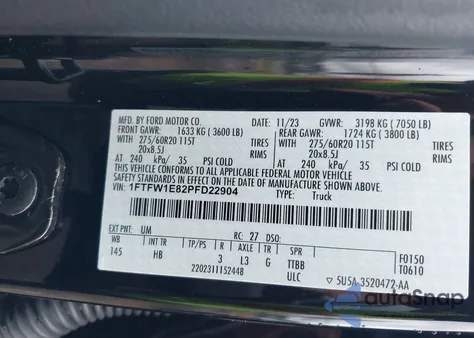 MFD. BY FORD MOTOR CO. 11/23 GVWR: 3198 KG ( 7050 LB)
FRONT GAWR: 1633 KG ( 3600 LB) REAR GAWR: 1724 KG ( 3800 LB)
275/60R20 115T TIRES 275/60R20 115T TIRES
20x8.5J RIMS 20x8.5J RIMS
AT 240 kPa/ 35 PSI COLD AT 240 kPa/ 35 PSI COLD
THIS VEHICLE CONFORMS TO ALL APPLICABLE FEDERAL MOTOR VEHICLE
SAFETY STANDARDS IN EFFECT ON THE DATE OF MANUFACTURE SHOWN ABOVE.
VIN: 1FTFW1E82PFD22904
TYPE: Truck
EXT PNT: UM RC: 27 DSO:
WB INT TR TP/PS R AXLE TR SPR F0150
145 HB 3 L3 G TTBB T0610
2202311152448 ULC ▽ 5U5A-3520472-AA
autoSnap